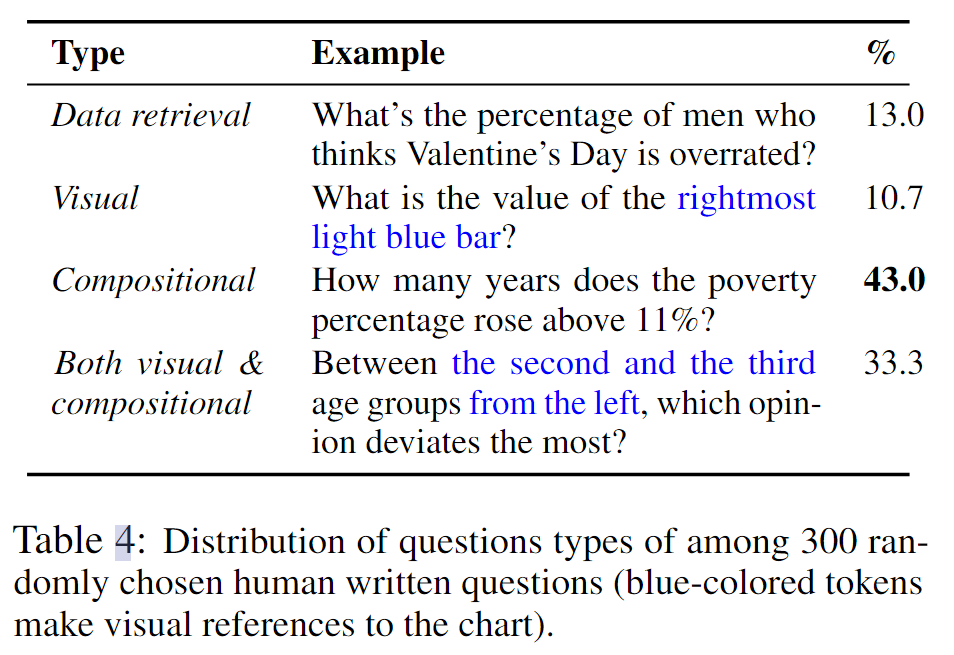 Type Example %
Data retrieval What's the percentage of men who 13.0
thinks Valentine's Day is overrated?
Visual What is the value of the rightmost 10.7
light blue bar?
Compositional How many years does the poverty 43.0
percentage rose above 11%?
Both visual & Between the second and the third 33.3
compositional age groups from the left, which opin-
ion deviates the most?
Table 4: Distribution of questions types of among 300 ran-
domly chosen human written questions (blue-colored tokens
make visual references to the chart).